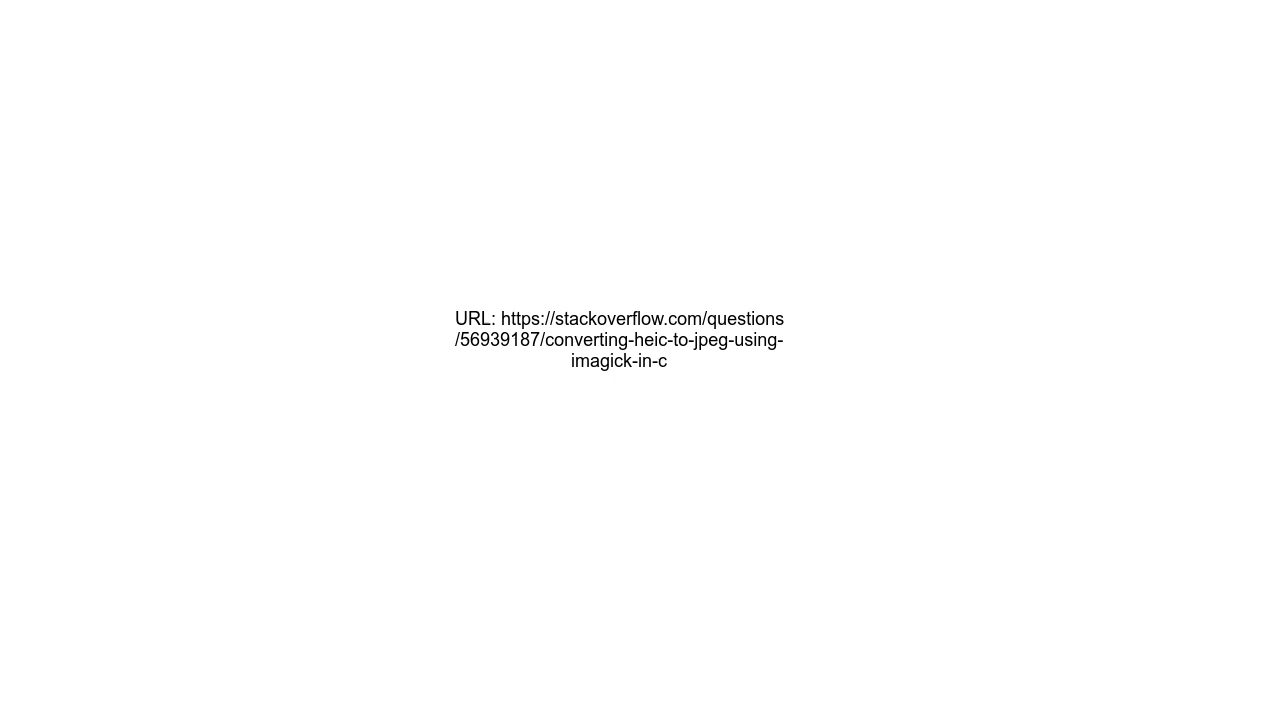 URL: https://stackoverflow.com/questions
/56939187/converting-heic-to-jpeg-using-
imagick-in-c